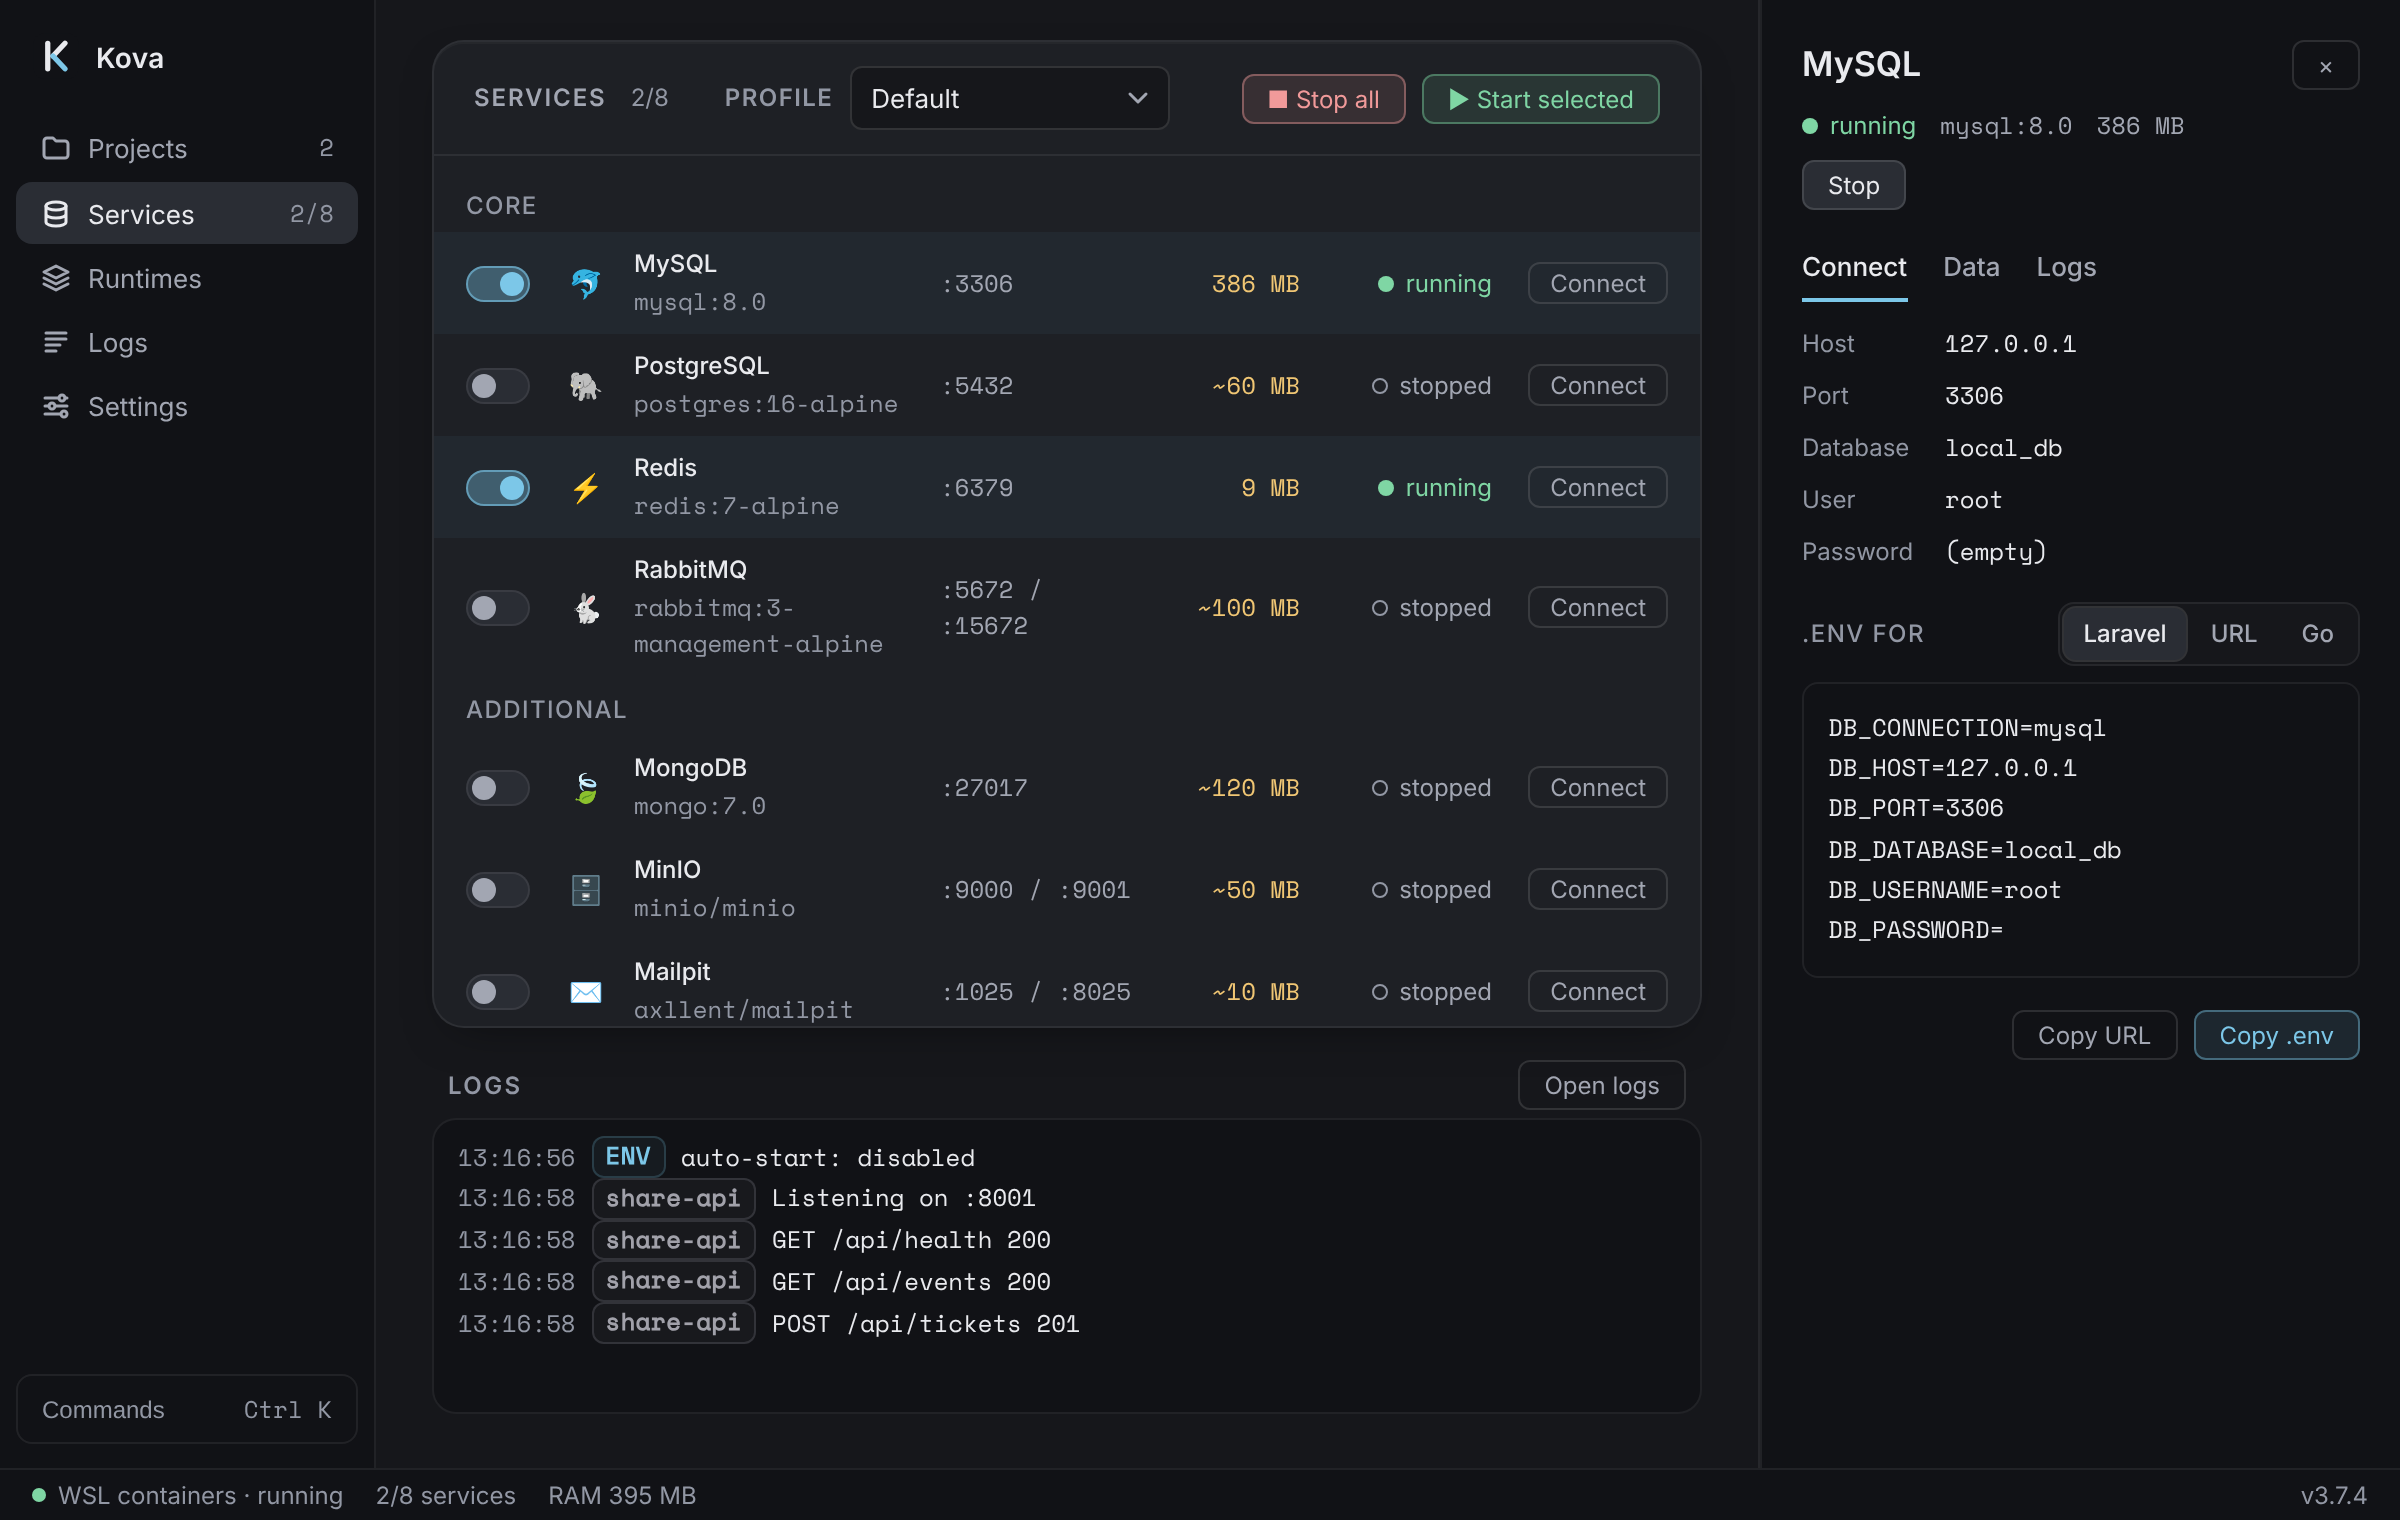 Kova
Projects 2
Services 2/8
Runtimes
Logs
Settings
Commands Ctrl K
SERVICES 2/8 PROFILE Default Stop all Start selected
CORE
MySQL
mysql:8.0
:3306 386 MB running Connect
PostgreSQL
postgres:16-alpine
:5432 ~60 MB stopped Connect
Redis
redis:7-alpine
:6379 9 MB running Connect
RabbitMQ
rabbitmq:3-
management-alpine
:5672 /
:15672
~100 MB stopped Connect
ADDITIONAL
MongoDB
mongo:7.0
:27017 ~120 MB stopped Connect
MinIO
minio/minio
:9000 / :9001 ~50 MB stopped Connect
Mailpit
axllent/mailpit
:1025 / :8025 ~10 MB stopped Connect
LOGS Open logs
13:16:56 ENV auto-start: disabled
13:16:58 share-api Listening on :8001
13:16:58 share-api GET /api/health 200
13:16:58 share-api GET /api/events 200
13:16:58 share-api POST /api/tickets 201
MySQL ×
running mysql:8.0 386 MB
Stop
Connect Data Logs
Host 127.0.0.1
Port 3306
Database local_db
User root
Password (empty)
.ENV FOR Laravel URL Go
DB_CONNECTION=mysql
DB_HOST=127.0.0.1
DB_PORT=3306
DB_DATABASE=local_db
DB_USERNAME=root
DB_PASSWORD=
Copy URL Copy .env
WSL containers · running 2/8 services RAM 395 MB v3.7.4